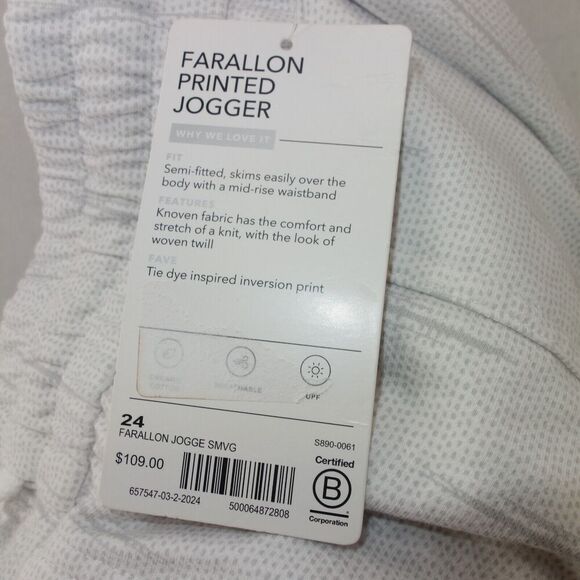 FARALLON
PRINTED
JOGGER
WHY WE LOVE IT
FIT
Semi-fitted, skims easily over the
body with a mid-rise waistband
FEATURES
Knoven fabric has the comfort and
stretch of a knit, with the look of
woven twill
FAVE
Tie dye inspired inversion print
ORGANIC
COTTON
BREATHABLE
UPF
24
FARALLON JOGGE SMVG
S890-0061
$109.00
657547-03-2-2024
500064872808
Certified
B
Corporation